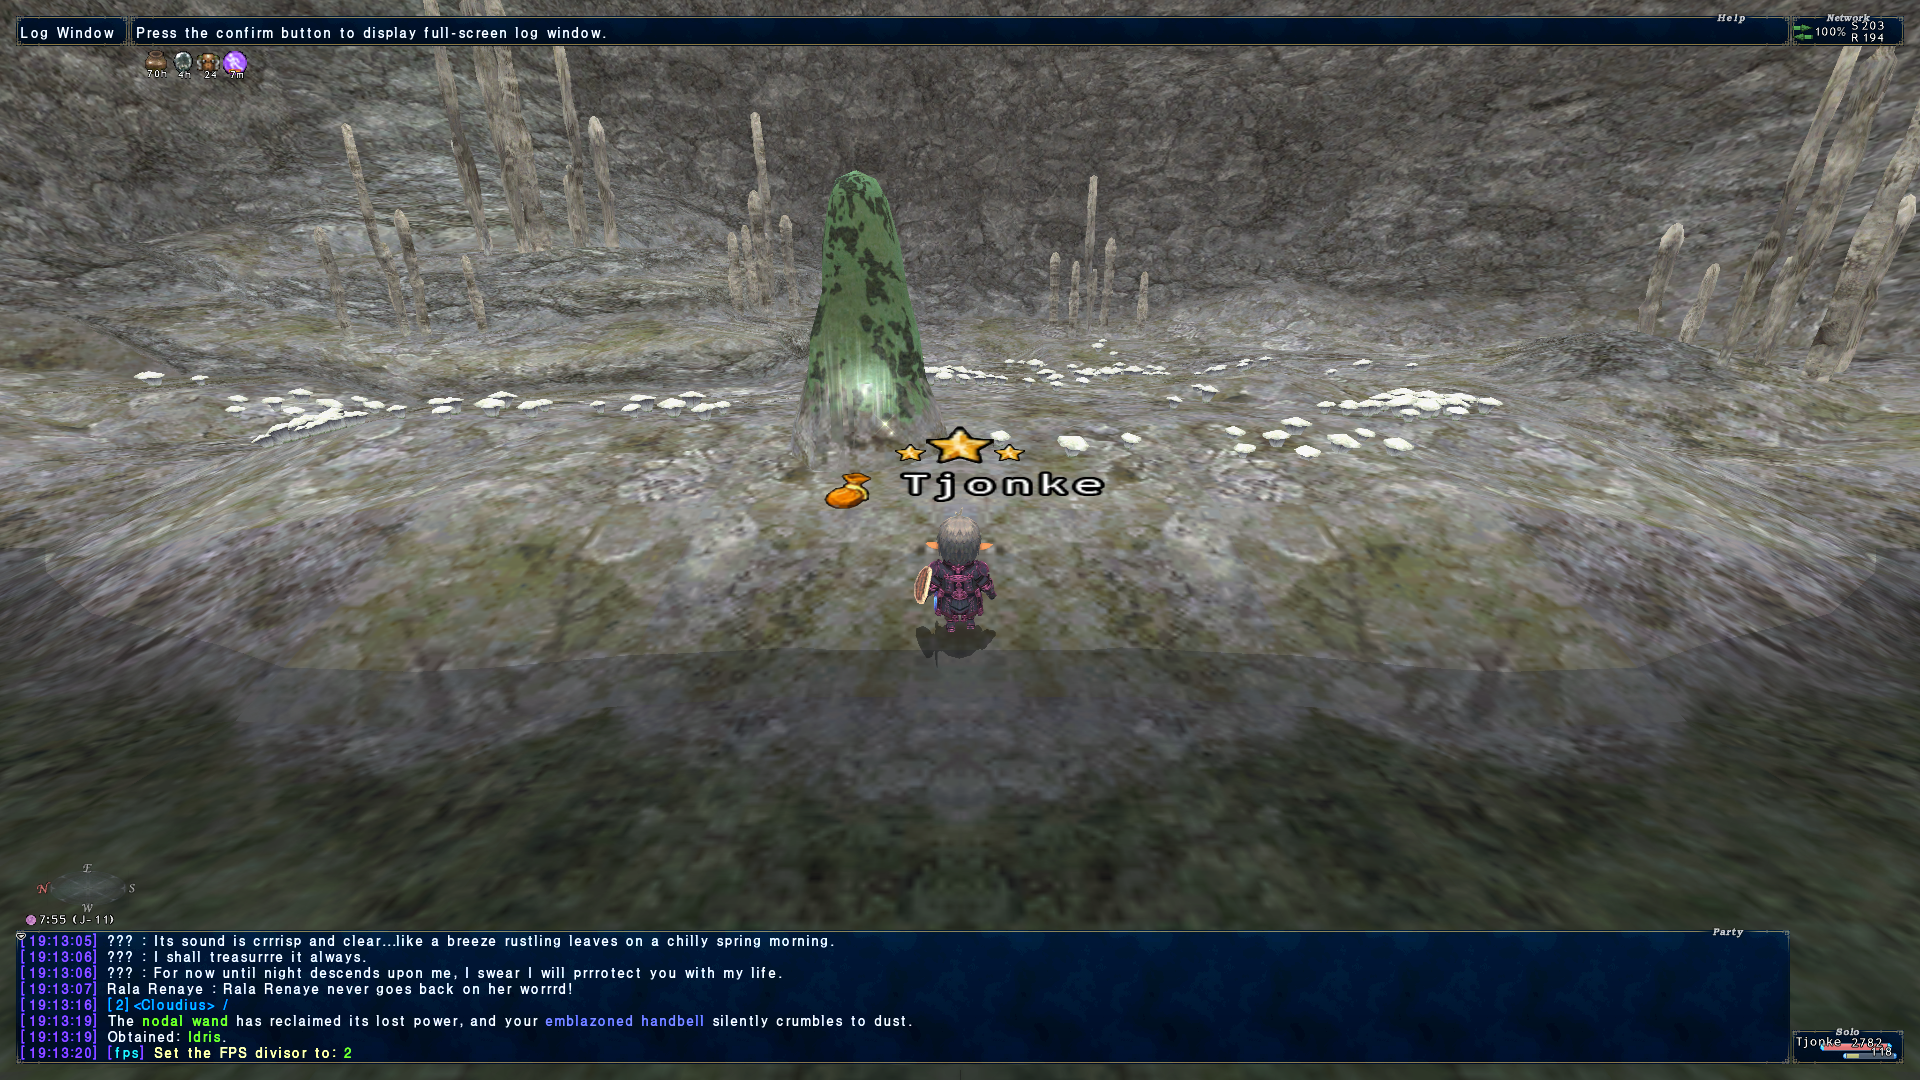 Help
Network
Log Window
Press the confirm button to display full-screen log window.
100%
S 203
R 194
70h 4h 24 7m
Tjonke
E
N S
W
7:55 (J-11)
Party
[19:13:05] ??? : Its sound is crrrisp and clear...like a breeze rustling leaves on a chilly spring morning.
[19:13:06] ??? : I shall treasurrre it always.
[19:13:06] ??? : For now until night descends upon me, I swear I will prrrotect you with my life.
[19:13:07] Rala Renaye : Rala Renaye never goes back on her worrrd!
[19:13:16] [2]<Cloudius> /
[19:13:19] The nodal wand has reclaimed its lost power, and your emblazoned handbell silently crumbles to dust.
[19:13:19] Obtained: Idris.
[19:13:20] [fps] Set the FPS divisor to: 2
Solo
Tjonke 2782
118